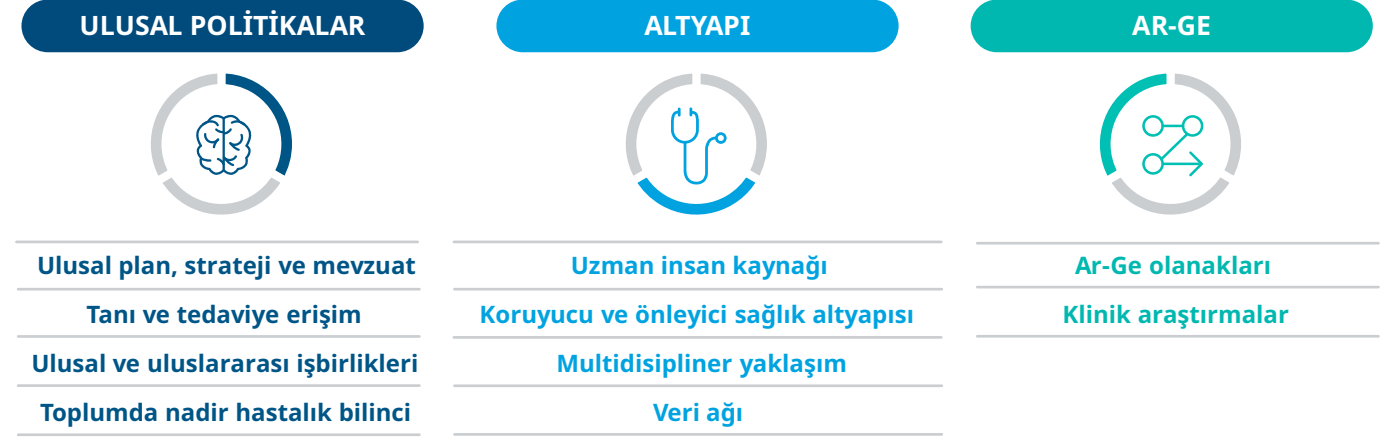 ULUSAL POLİTİKALAR
Ulusal plan, strateji ve mevzuat
Tanı ve tedaviye erişim
Ulusal ve uluslararası işbirlikleri
Toplumda nadir hastalık bilinci
ALTYAPI
Uzman insan kaynağı
Koruyucu ve önleyici sağlık altyapısı
Multidisipliner yaklaşım
Veri ağı
AR-GE
Ar-Ge olanakları
Klinik araştırmalar